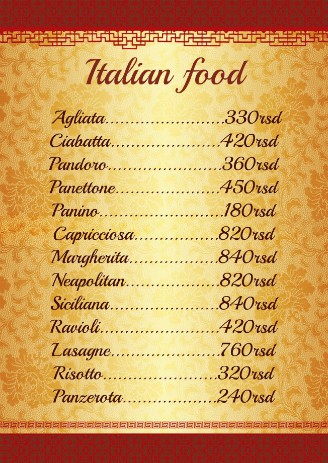 Italian food
Agliata......................330rsd
Ciabatta.....................420rsd
Pandoro......................360rsd
Panettone....................450rsd
Panino.......................180rsd
Capricciosa.................820rsd
Margherita..................840rsd
Neapolitan..................820rsd
Siciliana....................840rsd
Ravioli......................420rsd
Lasagne.....................760rsd
Risotto......................320rsd
Panzerota...................240rsd